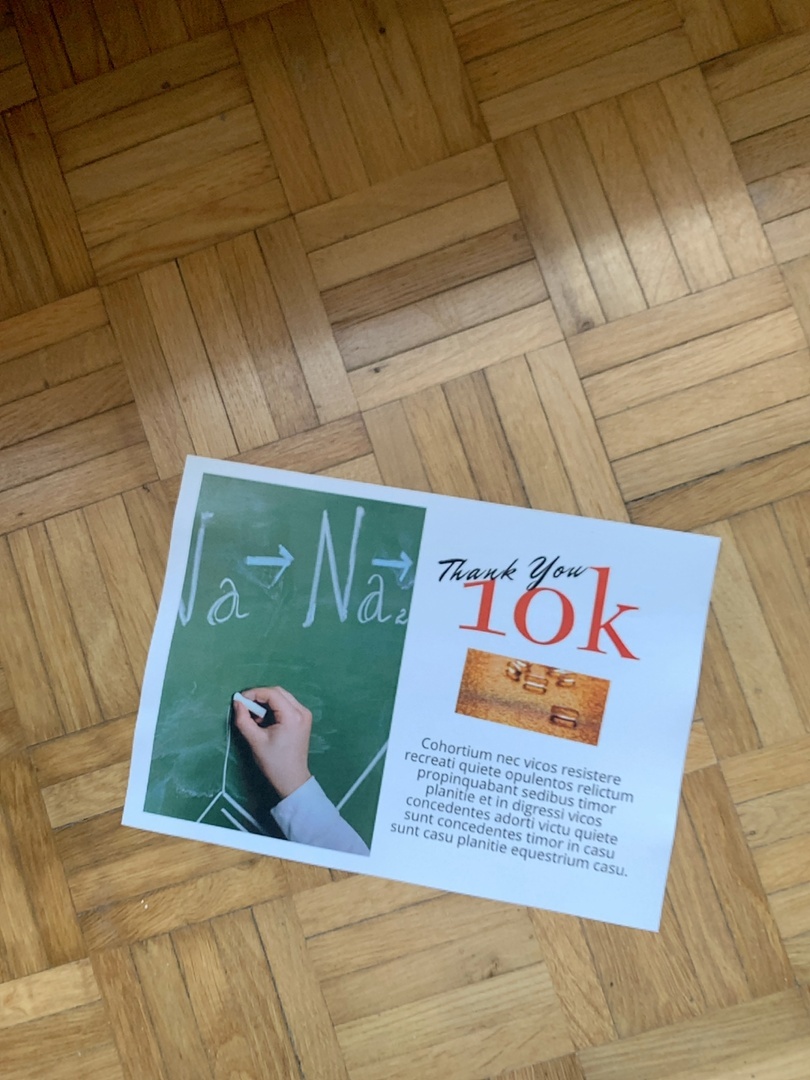 Na → Na₂
Thank You
10k
Cohortium nec vicos resistere
recreati quiete opulentos relictum
propinquabant sedibus timor
planitie et in digressi vicos
concedentes adorti victu quiete
sunt concedentes timor in casu
sunt casu planitie equestrium casu.